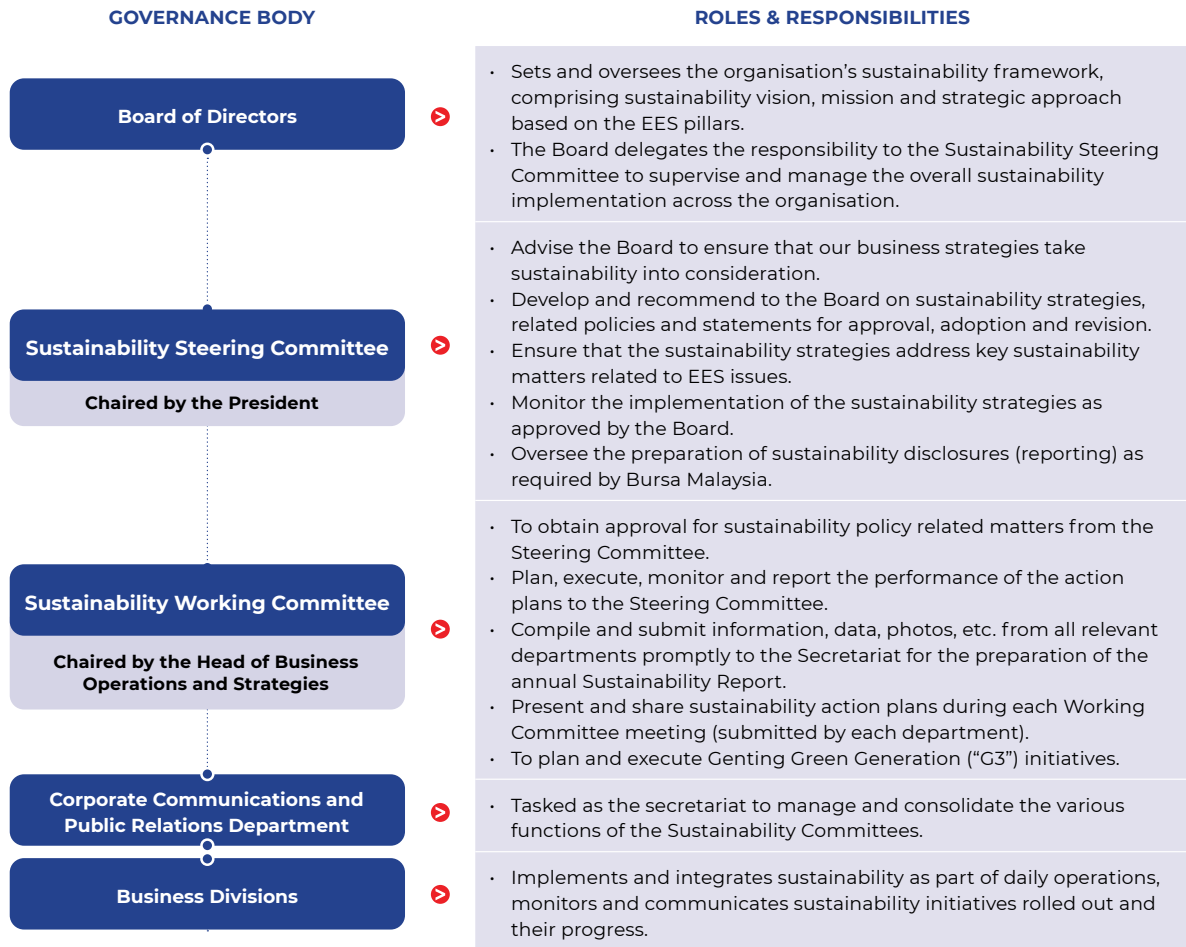 GOVERNANCE BODY
ROLES & RESPONSIBILITIES
Board of Directors
• Sets and oversees the organisation’s sustainability framework,
comprising sustainability vision, mission and strategic approach
based on the EES pillars.
• The Board delegates the responsibility to the Sustainability Steering
Committee to supervise and manage the overall sustainability
implementation across the organisation.
Sustainability Steering Committee
Chaired by the President
• Advise the Board to ensure that our business strategies take
sustainability into consideration.
• Develop and recommend to the Board on sustainability strategies,
related policies and statements for approval, adoption and revision.
• Ensure that the sustainability strategies address key sustainability
matters related to EES issues.
• Monitor the implementation of the sustainability strategies as
approved by the Board.
• Oversee the preparation of sustainability disclosures (reporting) as
required by Bursa Malaysia.
Sustainability Working Committee
Chaired by the Head of Business
Operations and Strategies
• To obtain approval for sustainability policy related matters from the
Steering Committee.
• Plan, execute, monitor and report the performance of the action
plans to the Steering Committee.
• Compile and submit information, data, photos, etc. from all relevant
departments promptly to the Secretariat for the preparation of the
annual Sustainability Report.
• Present and share sustainability action plans during each Working
Committee meeting (submitted by each department).
• To plan and execute Genting Green Generation (“G3”) initiatives.
Corporate Communications and
Public Relations Department
• Tasked as the secretariat to manage and consolidate the various
functions of the Sustainability Committees.
Business Divisions
• Implements and integrates sustainability as part of daily operations,
monitors and communicates sustainability initiatives rolled out and
their progress.